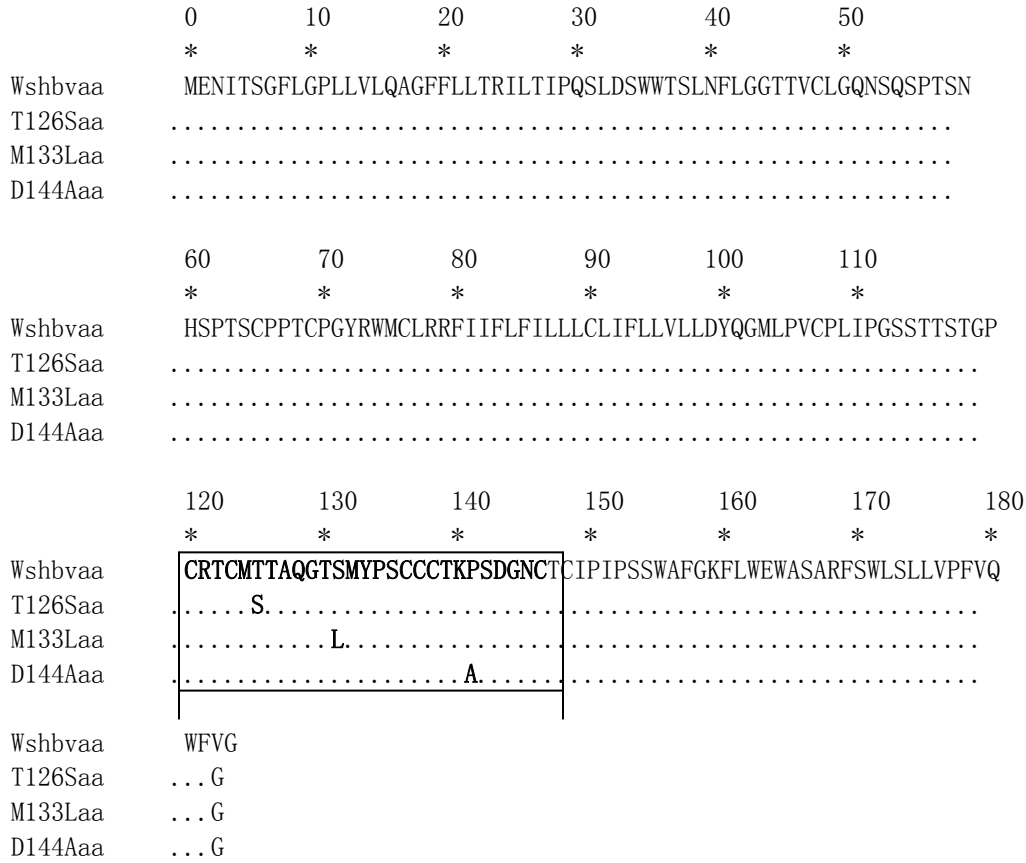 0 10 20 30 40 50
* * * * * *
Wshbvaa MENITSGFLGPLLVLQAGFFLLTRILTIPQSLDSWWTSLNFLGGTTVCLGQNSQSPTSN
T126Saa ...........................................................
M133Laa ...........................................................
D144Aaa ...........................................................
60 70 80 90 100 110
* * * * * *
Wshbvaa HSPTSCPPTCPGYRWMCLRRFIIFLFILLLCLIFLLVLLDYQGMLPVCPLIPGSSTTSTGP
T126Saa .............................................................
M133Laa .............................................................
D144Aaa .............................................................
120 130 140 150 160 170 180
* * * * * * *
Wshbvaa CRTCMTTAQGTSMYPSCCCTKPSDGNCTCIPIPSSWAFGKFLWEWASARFSWLSLLVPFVQ
T126Saa ......S......................................................
M133Laa ............L................................................
D144Aaa ......................A......................................
Wshbvaa WFVG
T126Saa ...G
M133Laa ...G
D144Aaa ...G